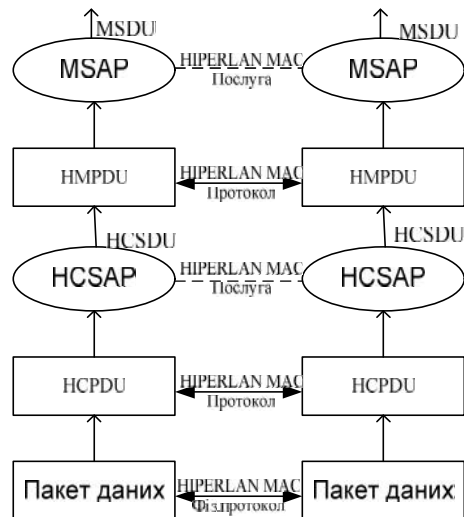 MSDU MSDU
MSAP HIPERLAN MAC MSAP
Послуга
HMPDU HIPERLAN MAC HMPDU
Протокол
HCSDU HCSDU
HCSAP HIPERLAN MAC HCSAP
Послуга
HCPDU HIPERLAN MAC HCPDU
Протокол
Пакет даних HIPERLAN MAC Пакет даних
Фіз.протокол